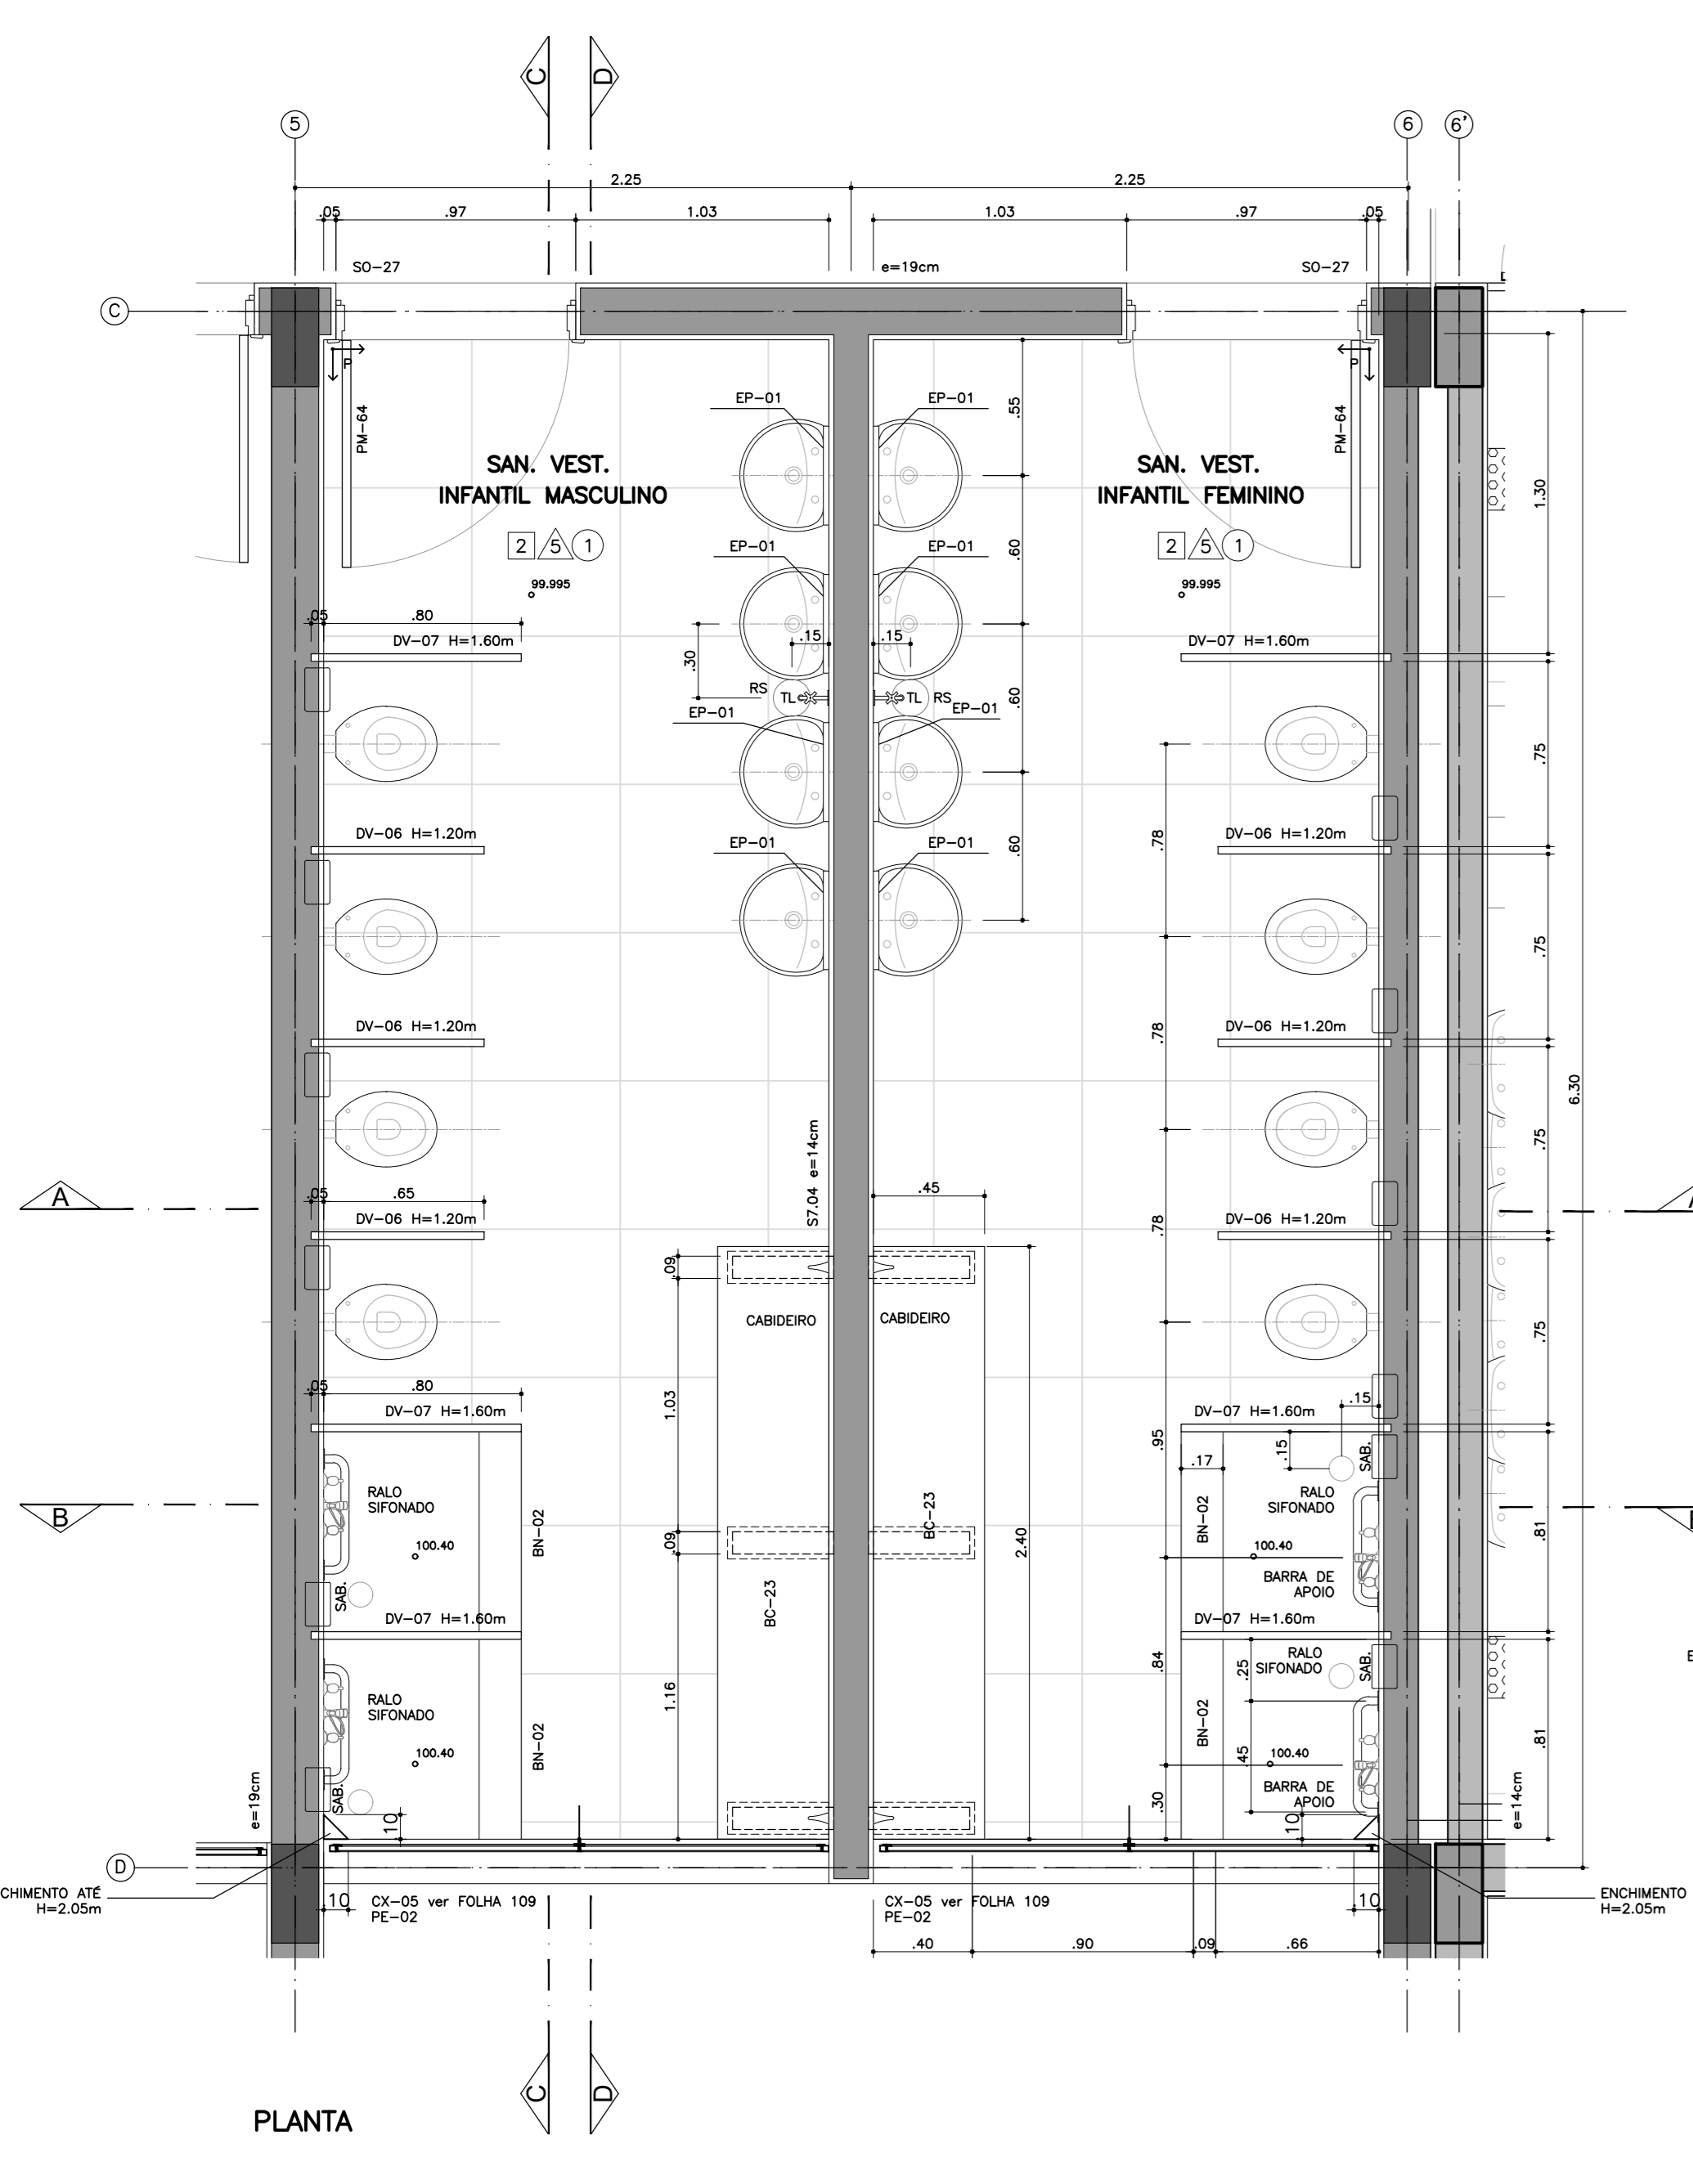 C
D
5
6
6'
2.25
2.25
.05
.97
1.03
1.03
.97
.05
SO-27
e=19cm
SO-27
C
P
P
PM-64
PM-64
EP-01
EP-01
.55
1.30
SAN. VEST.
INFANTIL MASCULINO
SAN. VEST.
INFANTIL FEMININO
2
5
1
2
5
1
EP-01
EP-01
.60
99.995
99.995
.05
.80
.15
.15
DV-07 H=1.60m
DV-07 H=1.60m
.30
RS
TL
TL
RS
.60
EP-01
EP-01
.75
DV-06 H=1.20m
EP-01
EP-01
.60
.78
DV-06 H=1.20m
.75
DV-06 H=1.20m
.78
DV-06 H=1.20m
6.30
S7.04 e=14cm
.75
A
.05
.65
.45
DV-06 H=1.20m
.78
DV-06 H=1.20m
.09
CABIDEIRO
CABIDEIRO
.75
.05
.80
1.03
.15
DV-07 H=1.60m
DV-07 H=1.60m
.95
.15
SAB.
.17
RALO
SIFONADO
RALO
SIFONADO
B
BN-02
BC-23
BN-02
.09
2.40
.81
100.40
100.40
SAB.
BC-23
BARRA DE
APOIO
DV-07 H=1.60m
DV-07 H=1.60m
RALO
SIFONADO
SAB.
.84
.25
1.16
RALO
SIFONADO
BN-02
BN-02
100.40
.45
100.40
.81
e=19cm
SAB.
BARRA DE
APOIO
.30
e=14cm
10
10
D
CHIMENTO ATÉ
H=2.05m
10
CX-05 ver FOLHA 109
PE-02
CX-05 ver FOLHA 109
PE-02
10
ENCHIMENTO
H=2.05m
.40
.90
.09
.66
C
D
PLANTA